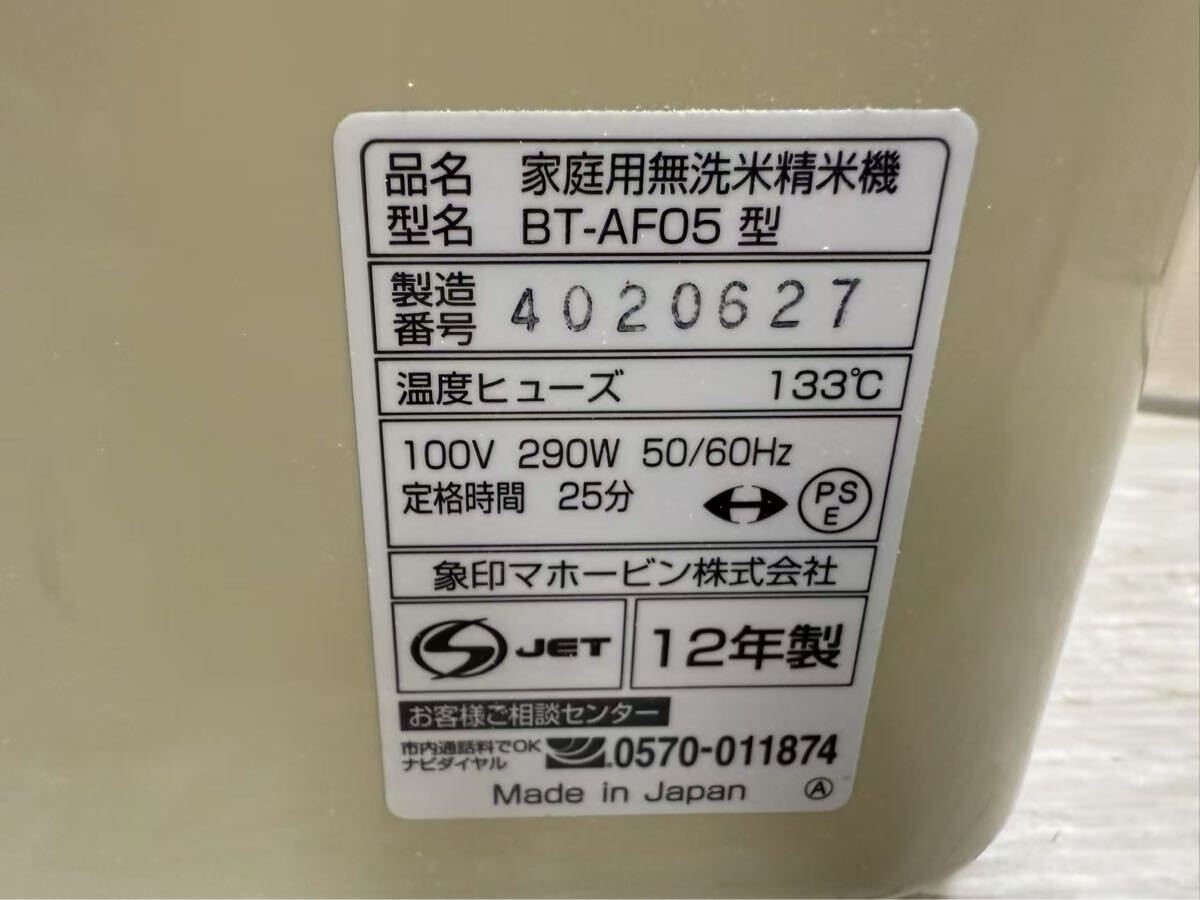 品名 家庭用無洗米精米機
型名 BT-AF05 型
製造番号 4020627
温度ヒューズ 133℃
100V 290W 50/60Hz
定格時間 25分
PS E
象印マホービン株式会社
JET 12年製
お客様ご相談センター
市内通話料でOK
ナビダイヤル 0570-011874
Made in Japan Ⓐ